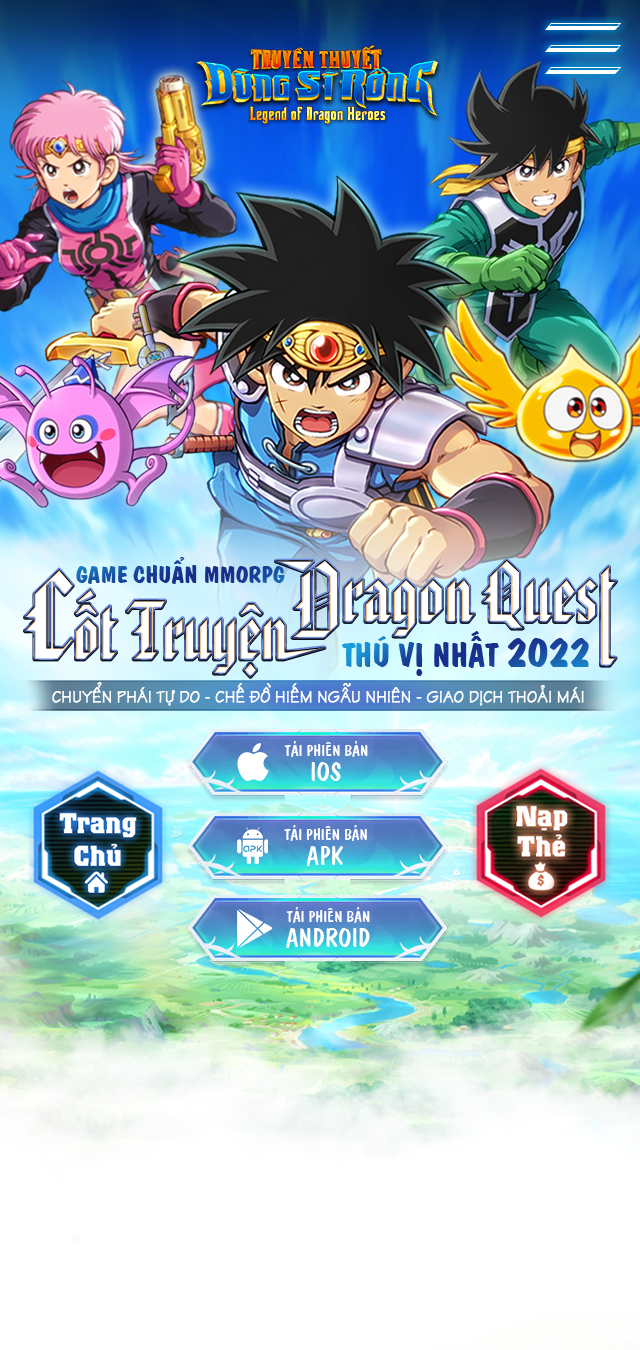 TRUYỀN THUYẾT
DŨNG SĨ RỒNG
Legend of Dragon Heroes
GAME CHUẨN MMORPG
Cốt Truyện Dragon Quest
THÚ VỊ NHẤT 2022
CHUYỂN PHÁI TỰ DO - CHẾ ĐỒ HIẾM NGẪU NHIÊN - GIAO DỊCH THOẢI MÁI
TẢI PHIÊN BẢN
IOS
Trang
Chủ
APK
TẢI PHIÊN BẢN
APK
Nạp
Thẻ
$
TẢI PHIÊN BẢN
ANDROID